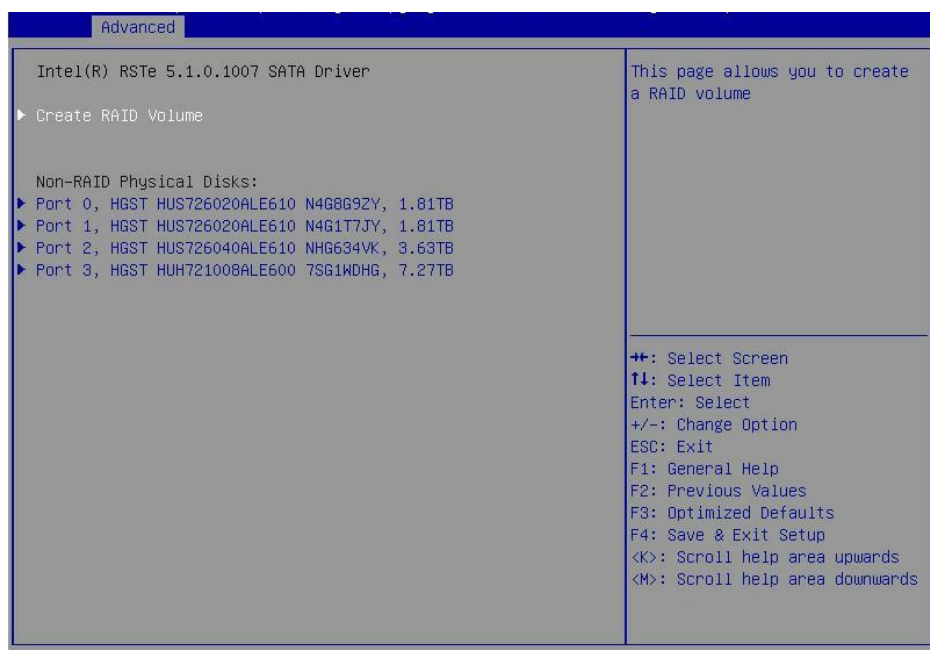 Advanced
Intel(R) RSTe 5.1.0.1007 SATA Driver
Create RAID Volume
Non-RAID Physical Disks:
Port 0, HGST HUS726020ALE610 N4G8G9ZY, 1.81TB
Port 1, HGST HUS726020ALE610 N4G1T7JY, 1.81TB
Port 2, HGST HUS726040ALE610 NHG634VK, 3.63TB
Port 3, HGST HUH721008ALE600 7SG1WDHG, 7.27TB
This page allows you to create
a RAID volume
→←: Select Screen
↑↓: Select Item
Enter: Select
+/-: Change Option
ESC: Exit
F1: General Help
F2: Previous Values
F3: Optimized Defaults
F4: Save & Exit Setup
<K>: Scroll help area upwards
<M>: Scroll help area downwards